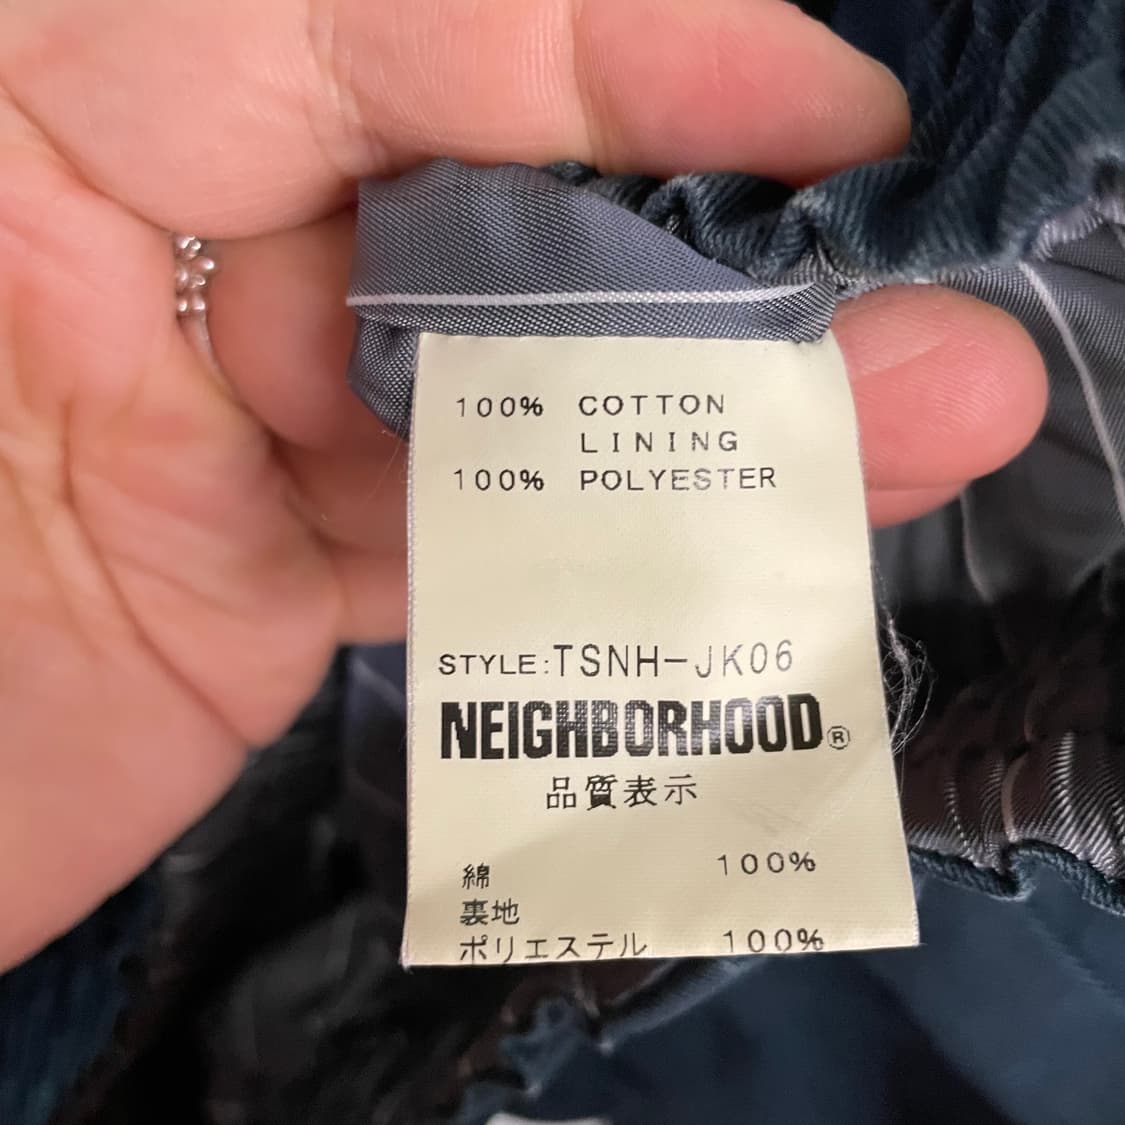 100% COTTON
LINING
100% POLYESTER
STYLE:TSNH-JK06
NEIGHBORHOOD®
品質表示
綿 100%
裏地
ポリエステル 100%